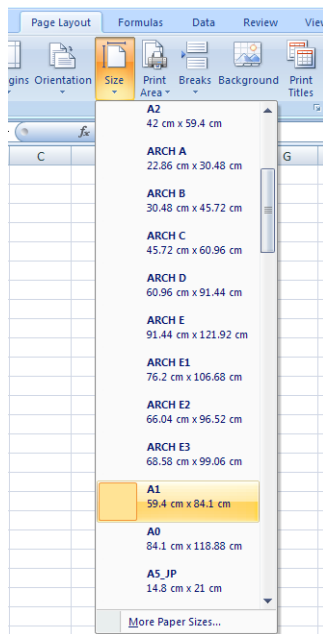 Page Layout Formulas Data Review View
gins Orientation Size Print Area Breaks Background Print Titles
fx
C G
A2
42 cm x 59.4 cm
ARCH A
22.86 cm x 30.48 cm
ARCH B
30.48 cm x 45.72 cm
ARCH C
45.72 cm x 60.96 cm
ARCH D
60.96 cm x 91.44 cm
ARCH E
91.44 cm x 121.92 cm
ARCH E1
76.2 cm x 106.68 cm
ARCH E2
66.04 cm x 96.52 cm
ARCH E3
68.58 cm x 99.06 cm
A1
59.4 cm x 84.1 cm
A0
84.1 cm x 118.88 cm
A5_JP
14.8 cm x 21 cm
More Paper Sizes...